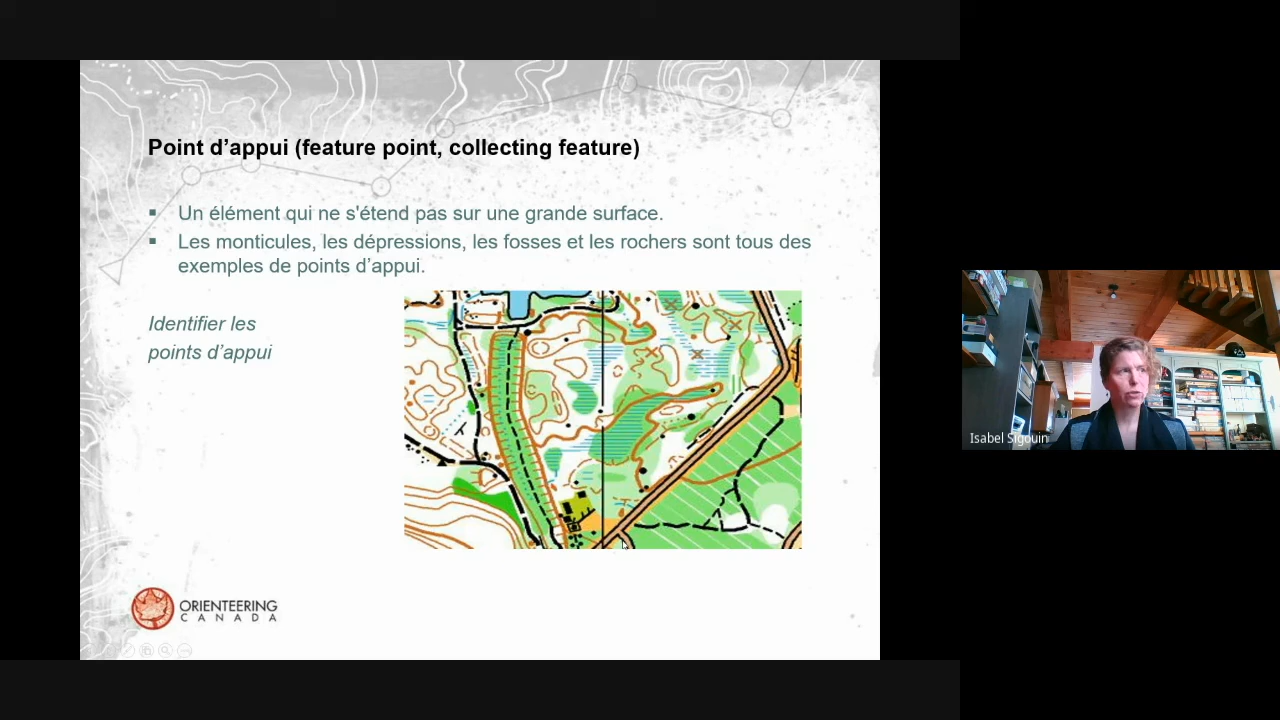 Point d’appui (feature point, collecting feature)
▪ Un élément qui ne s'étend pas sur une grande surface.
▪ Les monticules, les dépressions, les fosses et les rochers sont tous des
exemples de points d’appui.
Identifier les
points d’appui
ORIENTEERING
CANADA
Isabel Sigouin